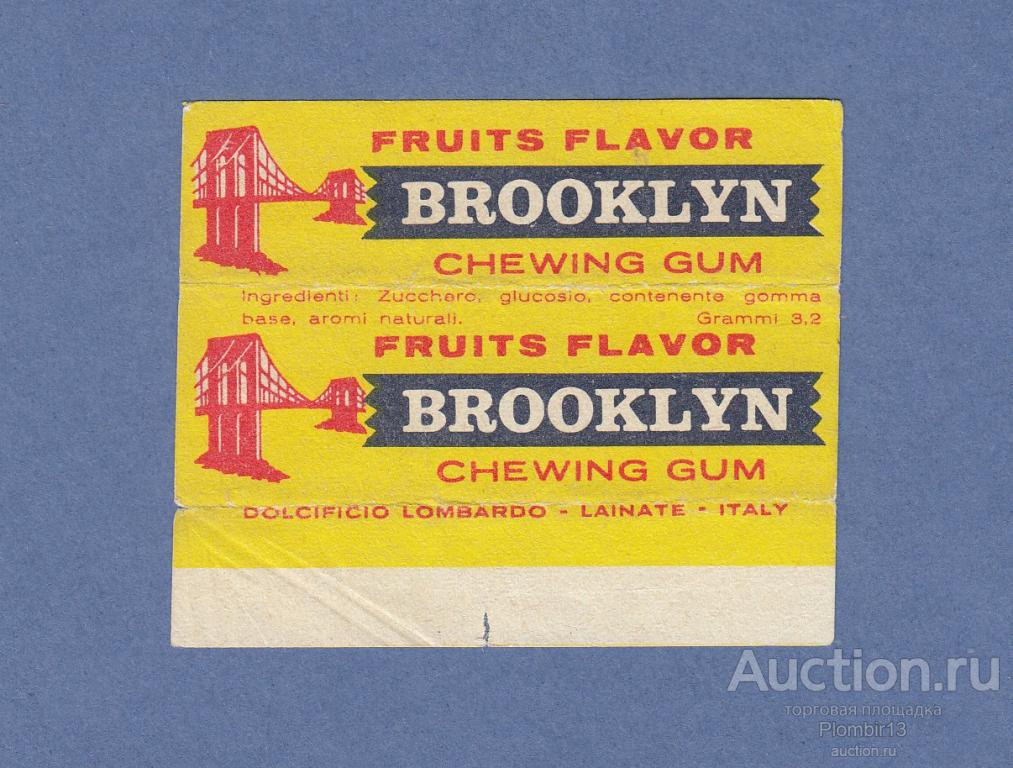 FRUITS FLAVOR
BROOKLYN
CHEWING GUM
Ingredienti: Zucchero, glucosio, contenente gomma
base, aromi naturali. Grammi 3,2
FRUITS FLAVOR
BROOKLYN
CHEWING GUM
DOLCIFICIO LOMBARDO - LAINATE - ITALY
Auction.ru
торговая площадка
Plombir13
auction.ru